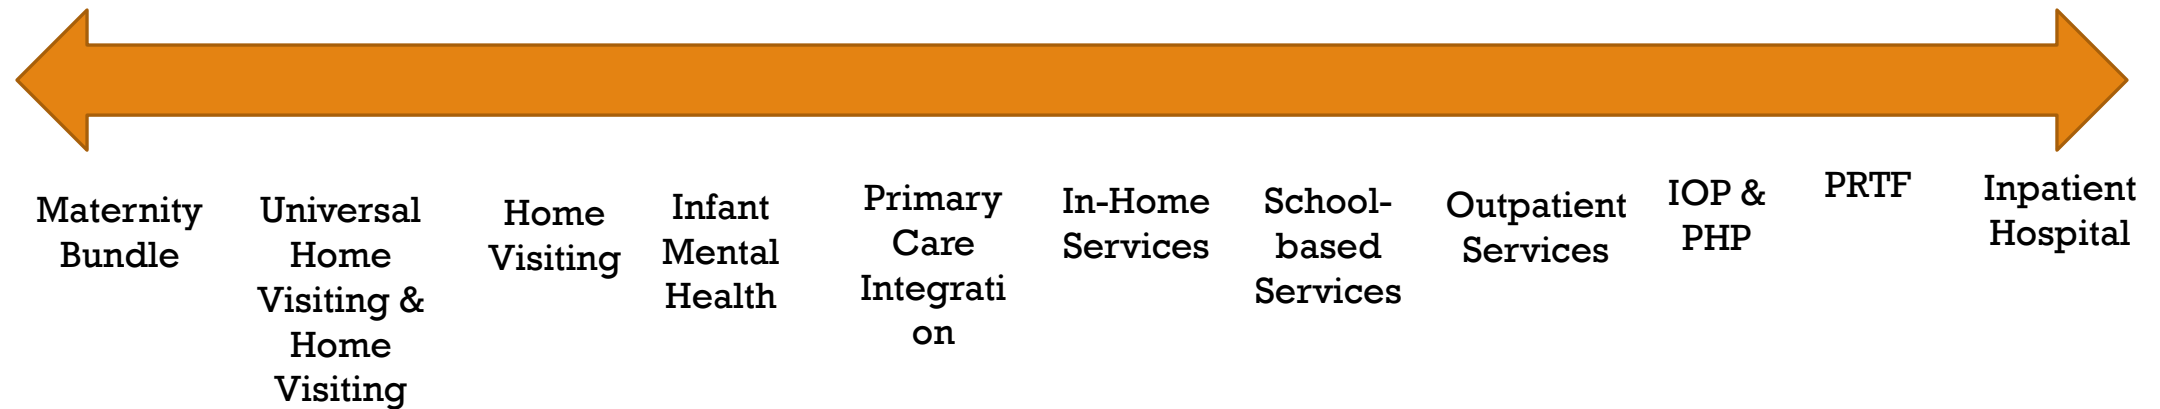 Maternity
Bundle
Universal
Home
Visiting &
Home
Visiting
Home
Visiting
Infant
Mental
Health
Primary
Care
Integrati
on
In-Home
Services
School-
based
Services
Outpatient
Services
IOP &
PHP
PRTF
Inpatient
Hospital